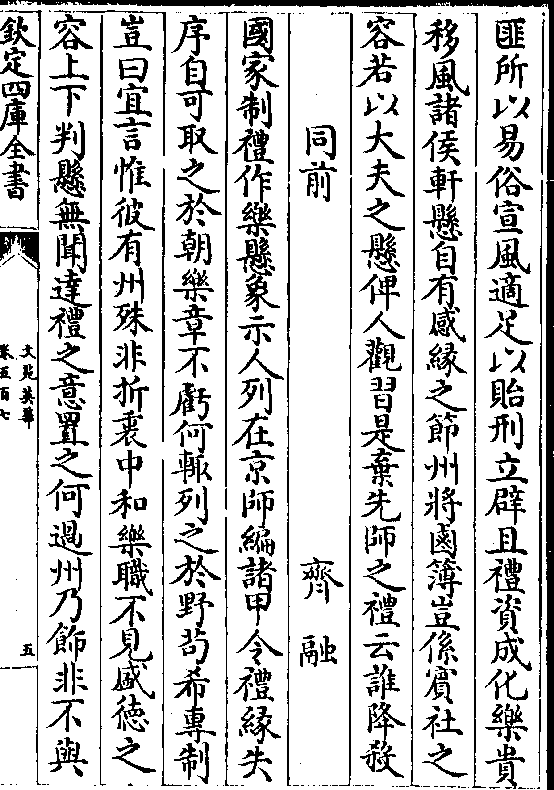 匪所以易俗宣風適足以貽刑立辟且禮資成化樂貴
移風諸侯軒懸自有感縁之節州將鹵簿豈係賓社之
容若以大夫之懸俾人觀習是棄先師之禮云誰降殺
同前 齊融
國家制禮作樂懸象示人列在京師編諸甲令禮縁失
序自可取之於朝樂章不虧何輙列之於野茍希專制
豈曰宜言惟彼有州殊非折衷中和樂職不見盛徳之
容上下判懸無聞達禮之意置之何過州乃飾非不與
欽定四庫全書
文苑英華
卷五百七
五